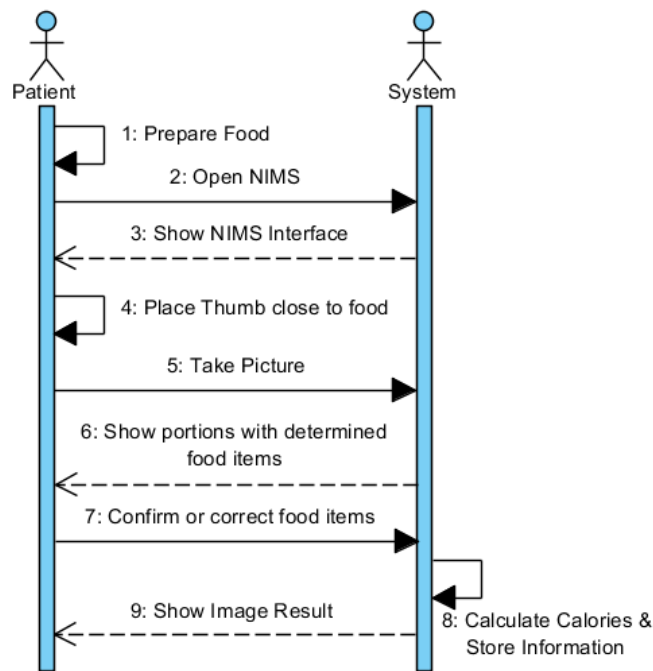 Patient
System
1: Prepare Food
2: Open NIMS
3: Show NIMS Interface
4: Place Thumb close to food
5: Take Picture
6: Show portions with determined
food items
7: Confirm or correct food items
8: Calculate Calories &
Store Information
9: Show Image Result